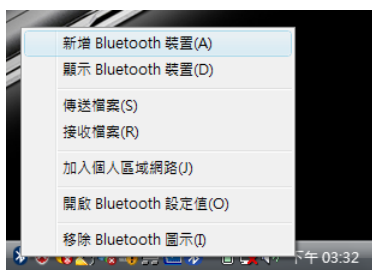 新增 Bluetooth 裝置(A)
顯示 Bluetooth 裝置(D)
傳送檔案(S)
接收檔案(R)
加入個人區域網路(J)
開啟 Bluetooth 設定值(O)
移除 Bluetooth 圖示(I)
下午 03:32